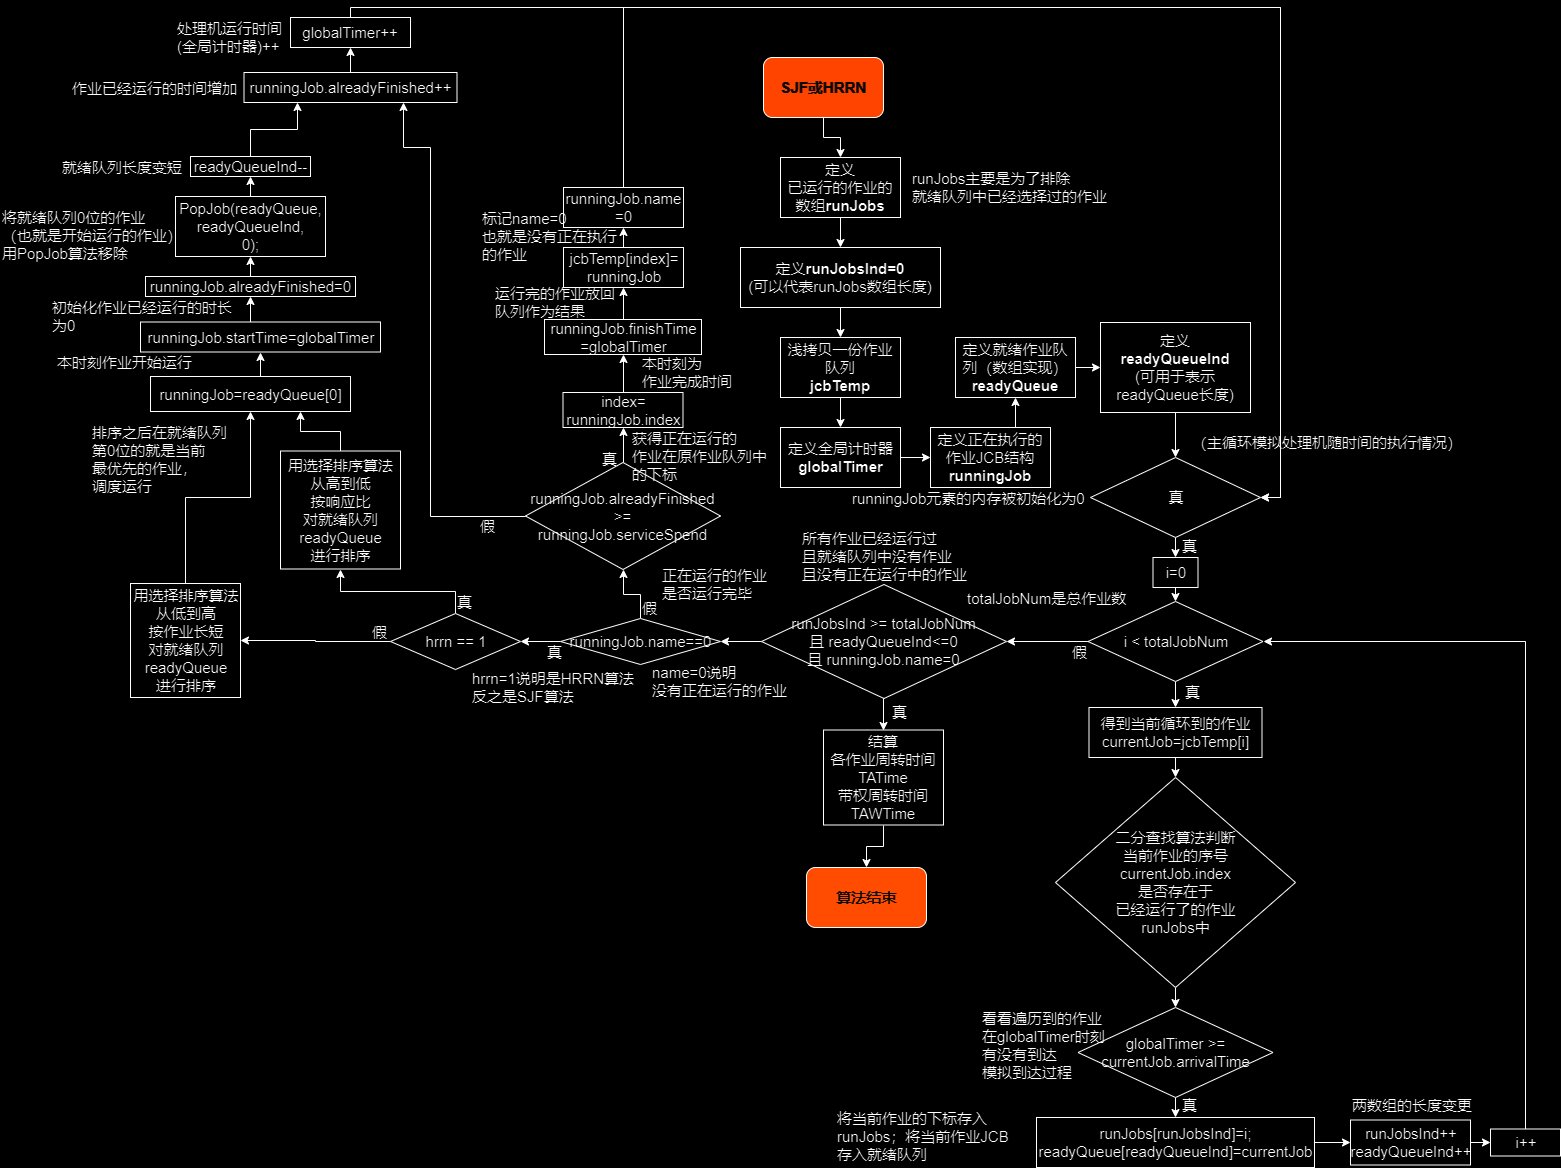 SJF或HRRN
定义
已运行的作业的
数组runJobs
runJobs主要是为了排除
就绪队列中已经选择过的作业
定义runJobsInd=0
(可以代表runJobs数组长度)
浅拷贝一份作业
队列
jcbTemp
定义全局计时器
globalTimer
定义正在执行的
作业JCB结构
runningJob
runningJob元素的内存被初始化为0
定义就绪作业队
列（数组实现）
readyQueue
定义
readyQueueInd
(可用于表示
readyQueue长度)
（主循环模拟处理机随时间的执行情况）
真
真
i=0
totalJobNum是总作业数
i < totalJobNum
假
真
得到当前循环到的作业
currentJob=jcbTemp[i]
二分查找算法判断
当前作业的序号
currentJob.index
是否存在于
已经运行了的作业
runJobs中
看看遍历到的作业
在globalTimer时刻
有没有到达
模拟到达过程
globalTimer >=
currentJob.arrivalTime
真
将当前作业的下标存入
runJobs；将当前作业JCB
存入就绪队列
runJobs[runJobsInd]=i;
readyQueue[readyQueueInd]=currentJob
两数组的长度变更
runJobsInd++
readyQueueInd++
i++
所有作业已经运行过
且就绪队列中没有作业
且没有正在运行中的作业
runJobsInd >= totalJobNum
且 readyQueueInd<=0
且 runningJob.name=0
真
结算
各作业周转时间
TATime
带权周转时间
TAWTime
算法结束
runningJob.name==0
假
真
name=0说明
没有正在运行的作业
正在运行的作业
是否运行完毕
runningJob.alreadyFinished
>=
runningJob.serviceSpend
真
假
获得正在运行的
作业在原作业队列中
的下标
index=
runningJob.index
本时刻为
作业完成时间
runningJob.finishTime
=globalTimer
运行完的作业放回
队列作为结果
jcbTemp[index]=
runningJob
标记name=0
也就是没有正在执行
的作业
runningJob.name
=0
hrrn == 1
真
假
hrrn=1说明是HRRN算法
反之是SJF算法
用选择排序算法
从高到低
按响应比
对就绪队列
readyQueue
进行排序
用选择排序算法
从低到高
按作业长短
对就绪队列
readyQueue
进行排序
排序之后在就绪队列
第0位的就是当前
最优先的作业，
调度运行
runningJob=readyQueue[0]
本时刻作业开始运行
runningJob.startTime=globalTimer
初始化作业已经运行的时长
为0
runningJob.alreadyFinished=0
将就绪队列0位的作业
（也就是开始运行的作业）
用PopJob算法移除
PopJob(readyQueue,
readyQueueInd,
0);
就绪队列长度变短
readyQueueInd--
作业已经运行的时间增加
runningJob.alreadyFinished++
处理机运行时间
(全局计时器)++
globalTimer++